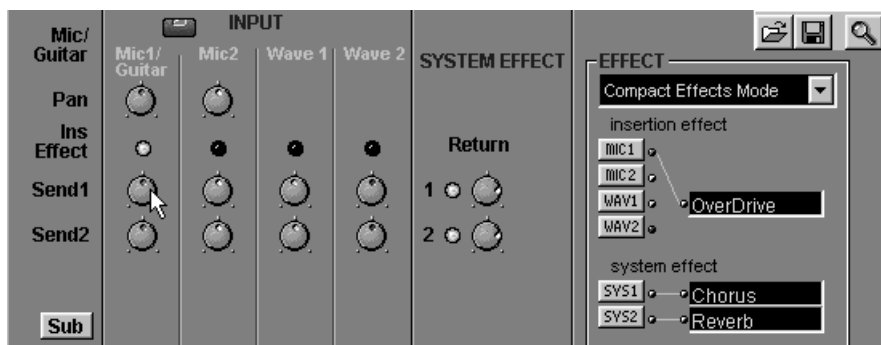 Mic/
Guitar
INPUT
Mic1/
Guitar
Mic2
Wave 1
Wave 2
SYSTEM EFFECT
EFFECT
Compact Effects Mode
Pan
Ins
Effect
Return
insertion effect
MIC1
MIC2
WAV1
WAV2
OverDrive
Send1
1
Send2
2
system effect
SYS1
Chorus
SYS2
Reverb
Sub